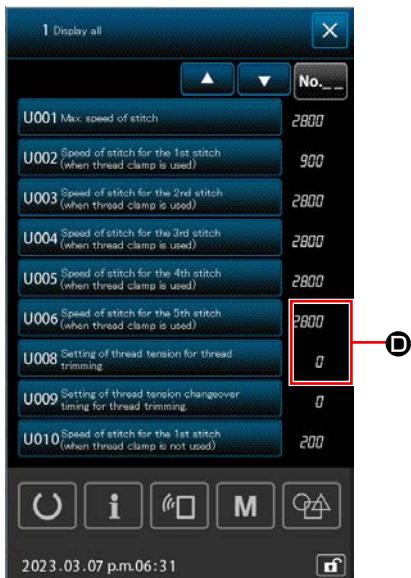 1 Display all
No._ _
U001 Max. speed of stitch 2800
U002 Speed of stitch for the 1st stitch
(when thread clamp is used) 900
U003 Speed of stitch for the 2nd stitch
(when thread clamp is used) 2800
U004 Speed of stitch for the 3rd stitch
(when thread clamp is used) 2800
U005 Speed of stitch for the 4th stitch
(when thread clamp is used) 2800
U006 Speed of stitch for the 5th stitch
(when thread clamp is used) 2800
D
U008 Setting of thread tension for thread
trimming. 0
U009 Setting of thread tension changeover
timing for thread trimming. 0
U010 Speed of stitch for the 1st stitch
(when thread clamp is not used) 200
i
M
2023.03.07 p.m.06:31